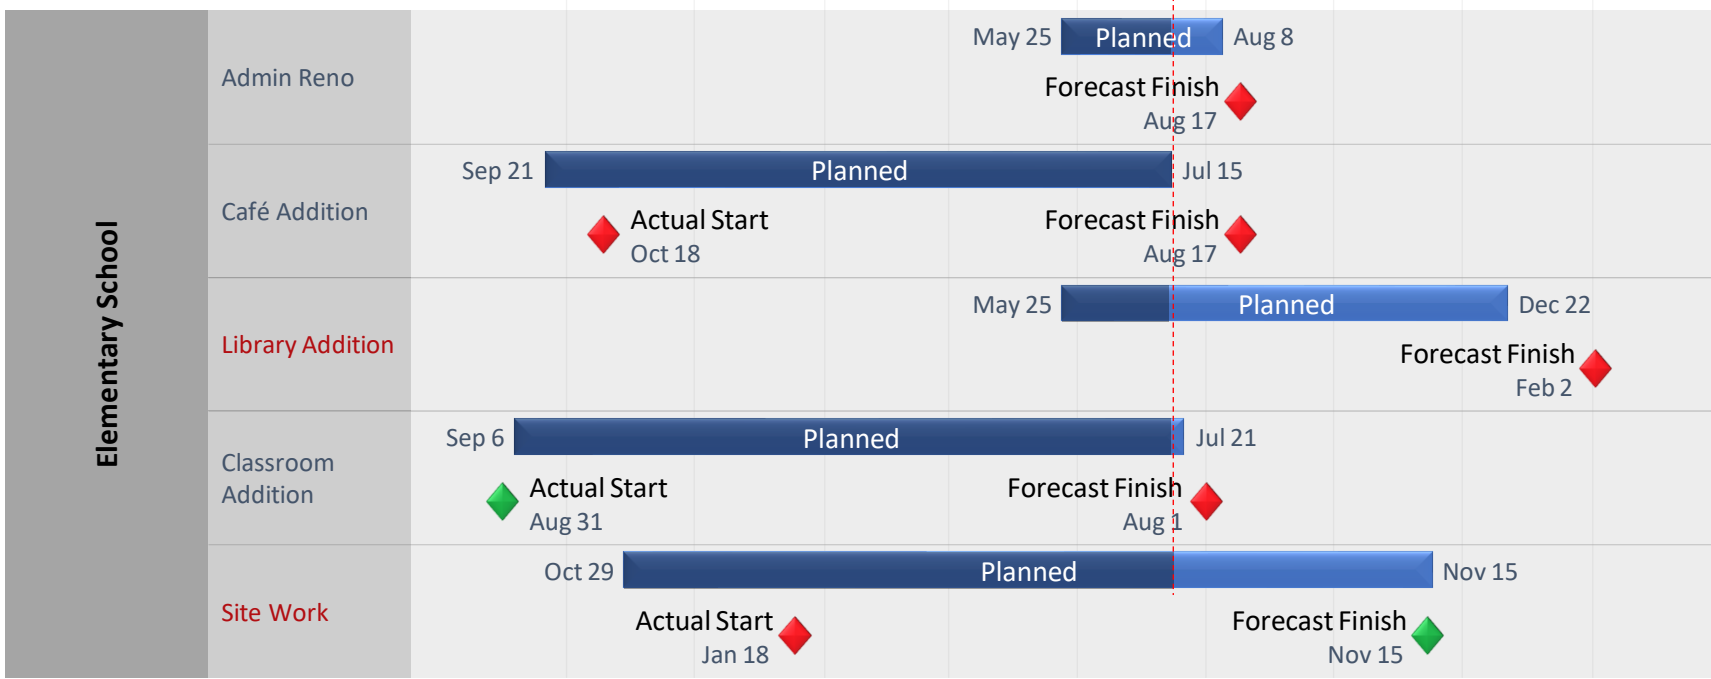 Elementary School
Admin Reno
May 25 Planned Aug 8
Forecast Finish
Aug 17
Café Addition
Sep 21 Planned Jul 15
Actual Start Forecast Finish
Oct 18 Aug 17
Library Addition
May 25 Planned Dec 22
Forecast Finish
Feb 2
Classroom
Addition
Sep 6 Planned Jul 21
Actual Start Forecast Finish
Aug 31 Aug 1
Site Work
Oct 29 Planned Nov 15
Actual Start Forecast Finish
Jan 18 Nov 15